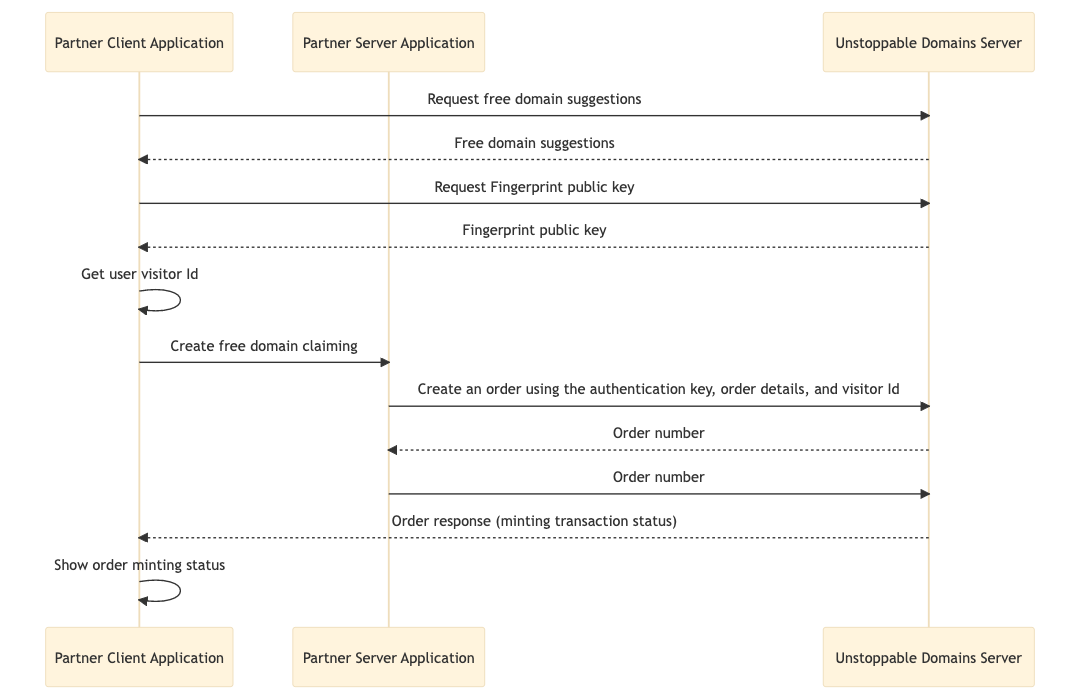 Partner Client Application
Partner Server Application
Unstoppable Domains Server
Request free domain suggestions
Free domain suggestions
Request Fingerprint public key
Fingerprint public key
Get user visitor Id
Create free domain claiming
Create an order using the authentication key, order details, and visitor Id
Order number
Order number
Order response (minting transaction status)
Show order minting status
Partner Client Application
Partner Server Application
Unstoppable Domains Server